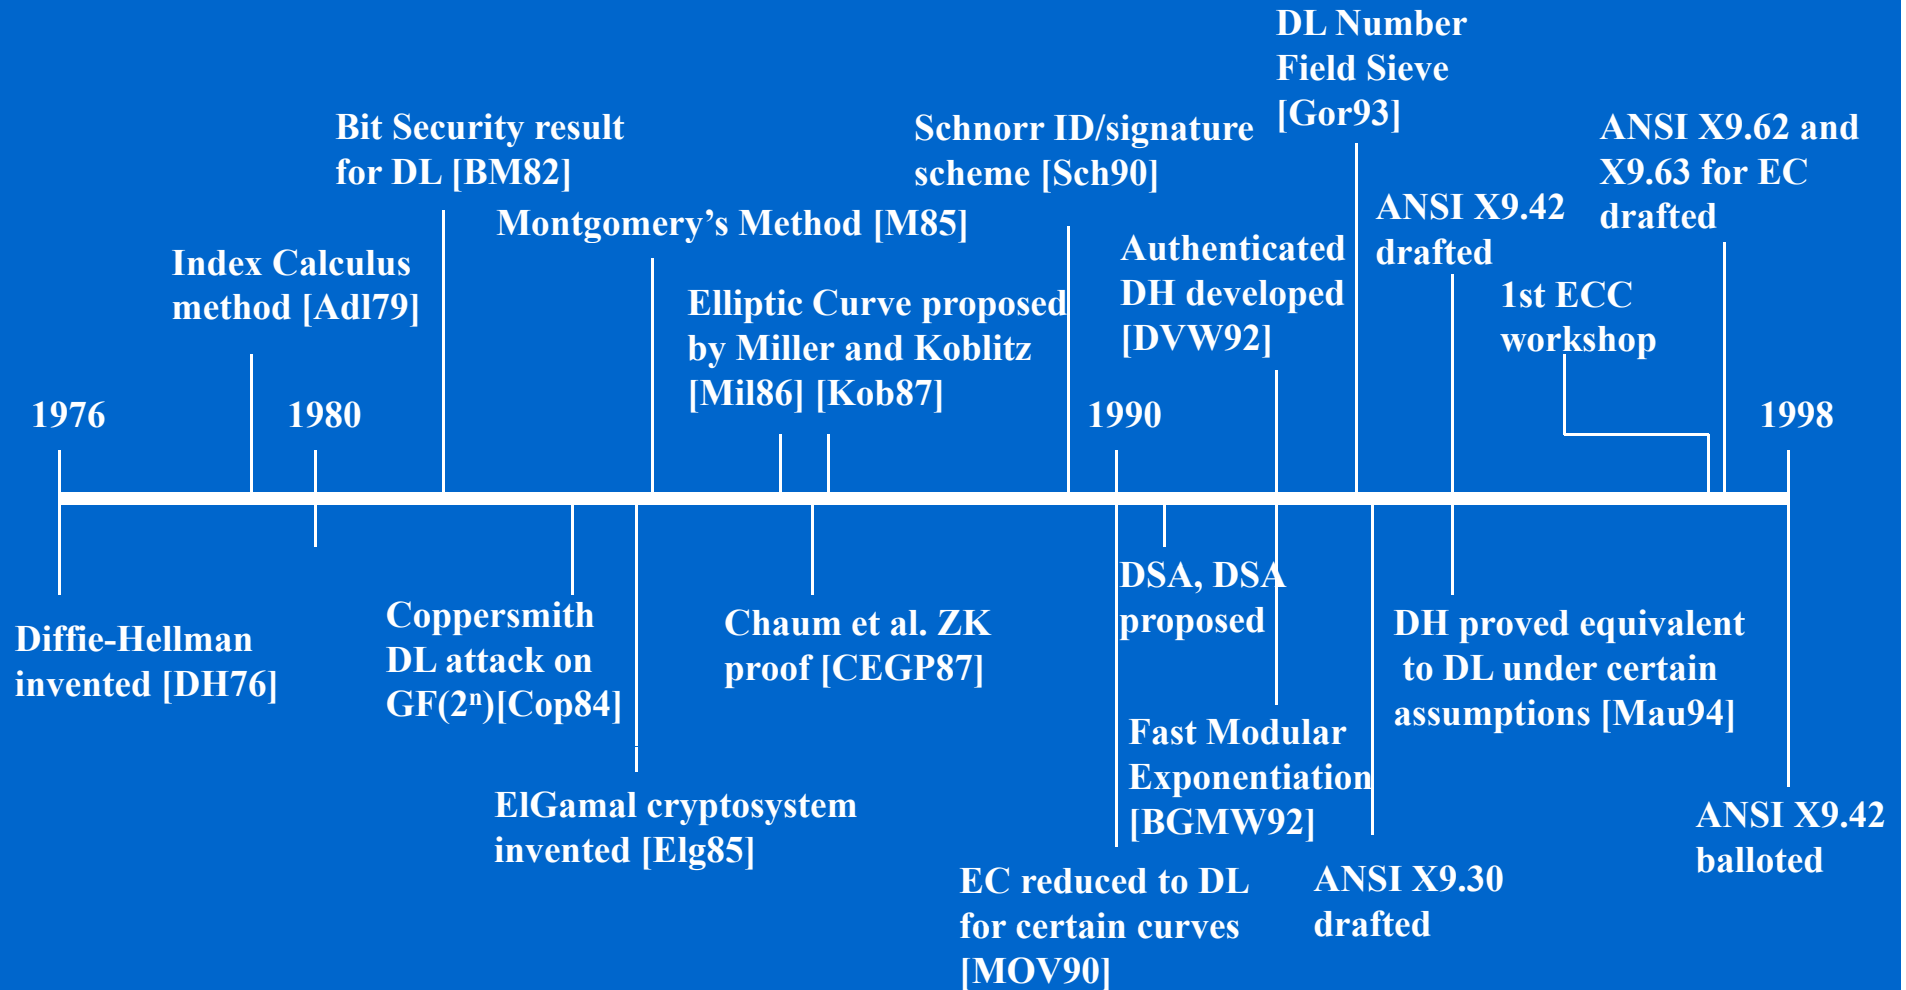 DL Number
Field Sieve
[Gor93]
Bit Security result
for DL [BM82]
Schnorr ID/signature
scheme [Sch90]
ANSI X9.62 and
X9.63 for EC
drafted
Montgomery’s Method [M85]
ANSI X9.42
drafted
Index Calculus
method [Adl79]
Authenticated
DH developed
[DVW92]
Elliptic Curve proposed
by Miller and Koblitz
[Mil86] [Kob87]
1st ECC
workshop
1976
1980
1990
1998
Diffie-Hellman
invented [DH76]
Coppersmith
DL attack on
GF(2ⁿ)[Cop84]
Chaum et al. ZK
proof [CEGP87]
DSA, DSA
proposed
DH proved equivalent
to DL under certain
assumptions [Mau94]
Fast Modular
Exponentiation
[BGMW92]
ElGamal cryptosystem
invented [Elg85]
ANSI X9.42
balloted
EC reduced to DL
for certain curves
[MOV90]
ANSI X9.30
drafted